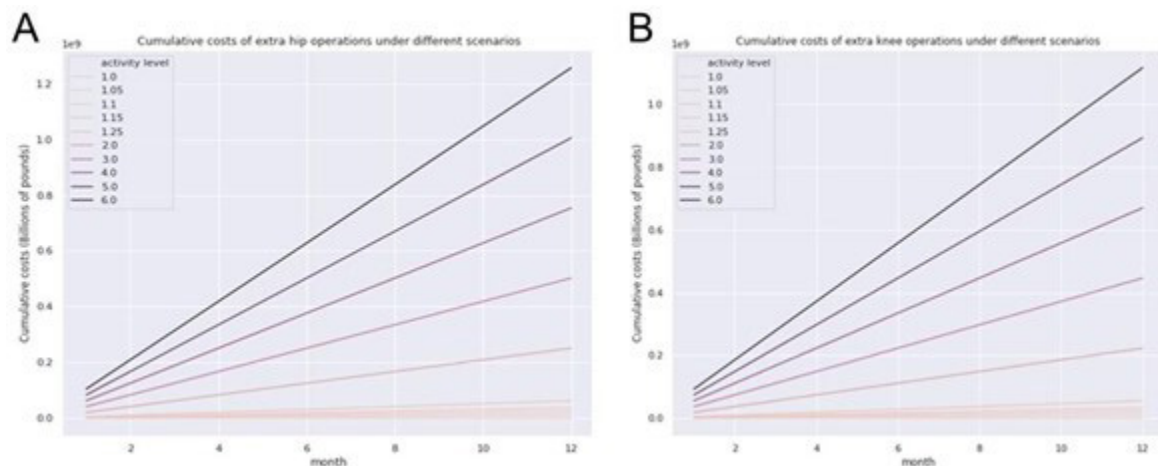 A
Cumulative costs of extra hip operations under different scenarios
1e9
activity level
1.0
1.05
1.1
1.15
1.25
2.0
3.0
4.0
5.0
6.0
1.2
1.0
0.8
0.6
0.4
0.2
0.0
Cumulative costs (Billions of pounds)
2 4 6 8 10 12
month
B
Cumulative costs of extra knee operations under different scenarios
1e9
activity level
1.0
1.05
1.1
1.15
1.25
2.0
3.0
4.0
5.0
6.0
1.0
0.8
0.6
0.4
0.2
0.0
Cumulative costs (Billions of pounds)
2 4 6 8 10 12
month